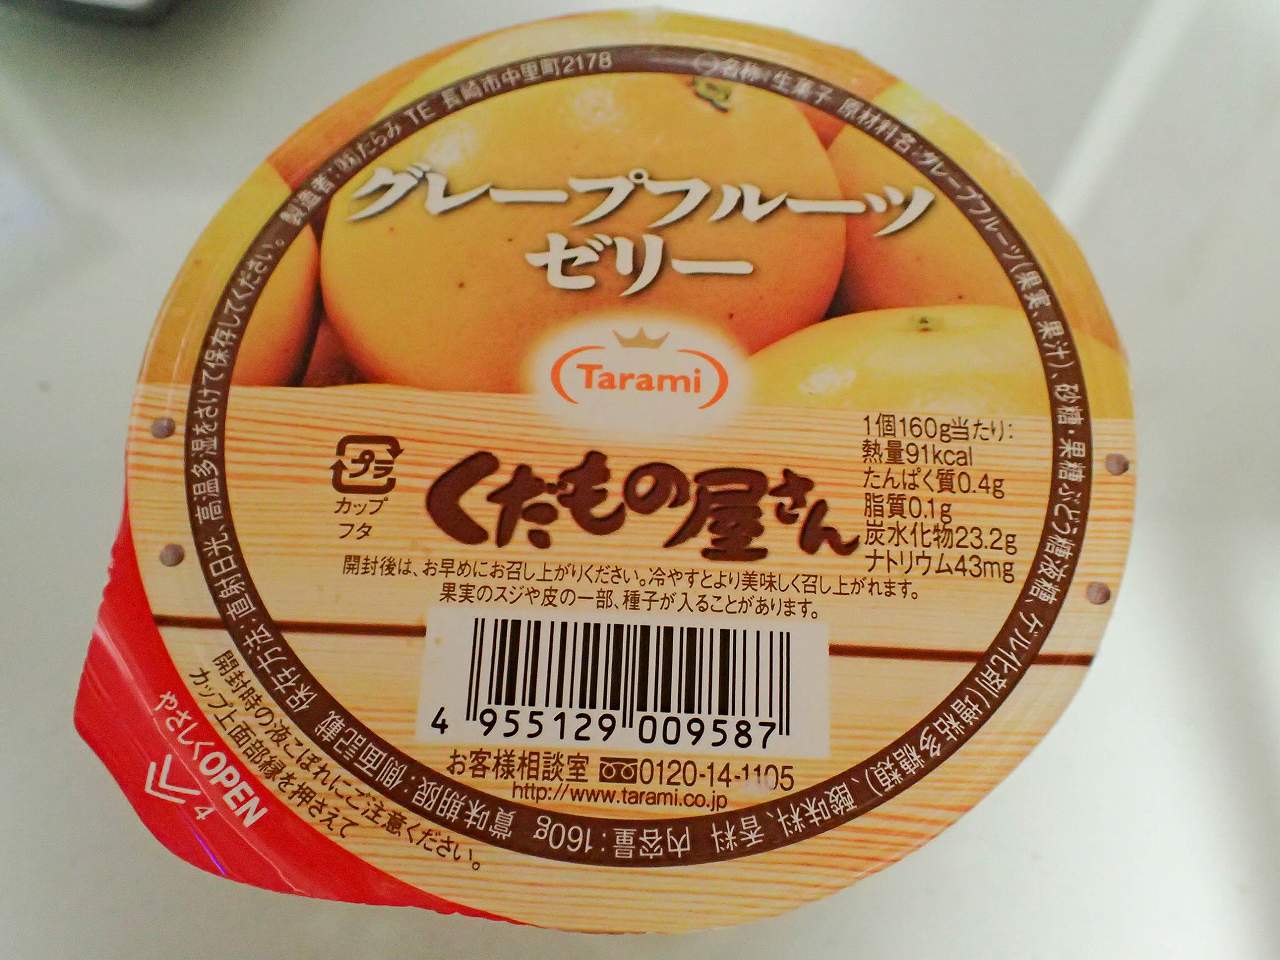 グレープフルーツ
ゼリー
Tarami
くだもの屋さん
プラ
カップ
フタ
1個160g当たり:
熱量91kcal
たんぱく質0.4g
脂質0.1g
炭水化物23.2g
ナトリウム43mg
開封後は、お早めにお召し上がりください。冷やすとより美味しく召し上がれます。
果実のスジや皮の一部、種子が入ることがあります。
4 955129 009587
お客様相談室 0120-14-1105
http://www.tarami.co.jp
○名称:生菓子 原材料名:グレープフルーツ(果実、果汁)、砂糖・果糖ぶどう糖液糖、ゲル化剤(増粘多糖類)、酸味料、香料 内容量:160g 賞味期限:側面記載 保存方法:直射日光、高温多湿をさけて保存してください。 製造者:㈱たらみ TE 長崎市中里町2178
開封時の液こぼれにご注意ください。
カップ上面部縁を押さえて
やさしくOPEN
4